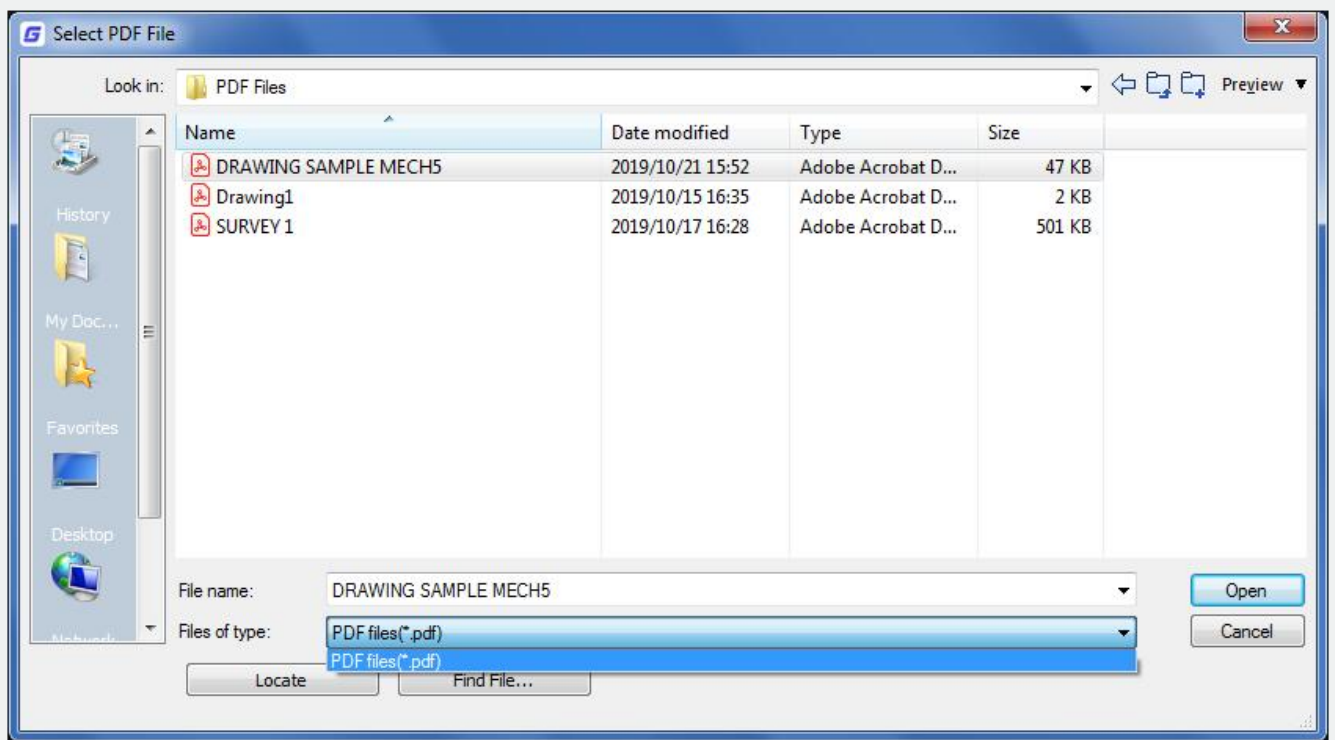 Select PDF File
Look in: PDF Files Preview
Name Date modified Type Size
DRAWING SAMPLE MECH5 2019/10/21 15:52 Adobe Acrobat D... 47 KB
Drawing1 2019/10/15 16:35 Adobe Acrobat D... 2 KB
SURVEY 1 2019/10/17 16:28 Adobe Acrobat D... 501 KB
History
My Doc...
Favorites
Desktop
File name: DRAWING SAMPLE MECH5 Open
Files of type: PDF files(*.pdf) Cancel
PDF files(*.pdf)
Locate Find File...